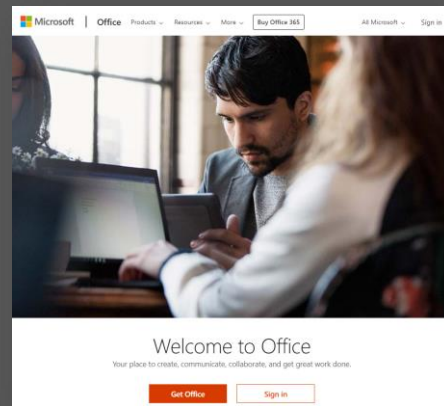 Microsoft | Office Products Resources More Buy Office 365 All Microsoft Sign in
Welcome to Office
Your place to create, communicate, collaborate, and get great work done.
Get Office Sign in